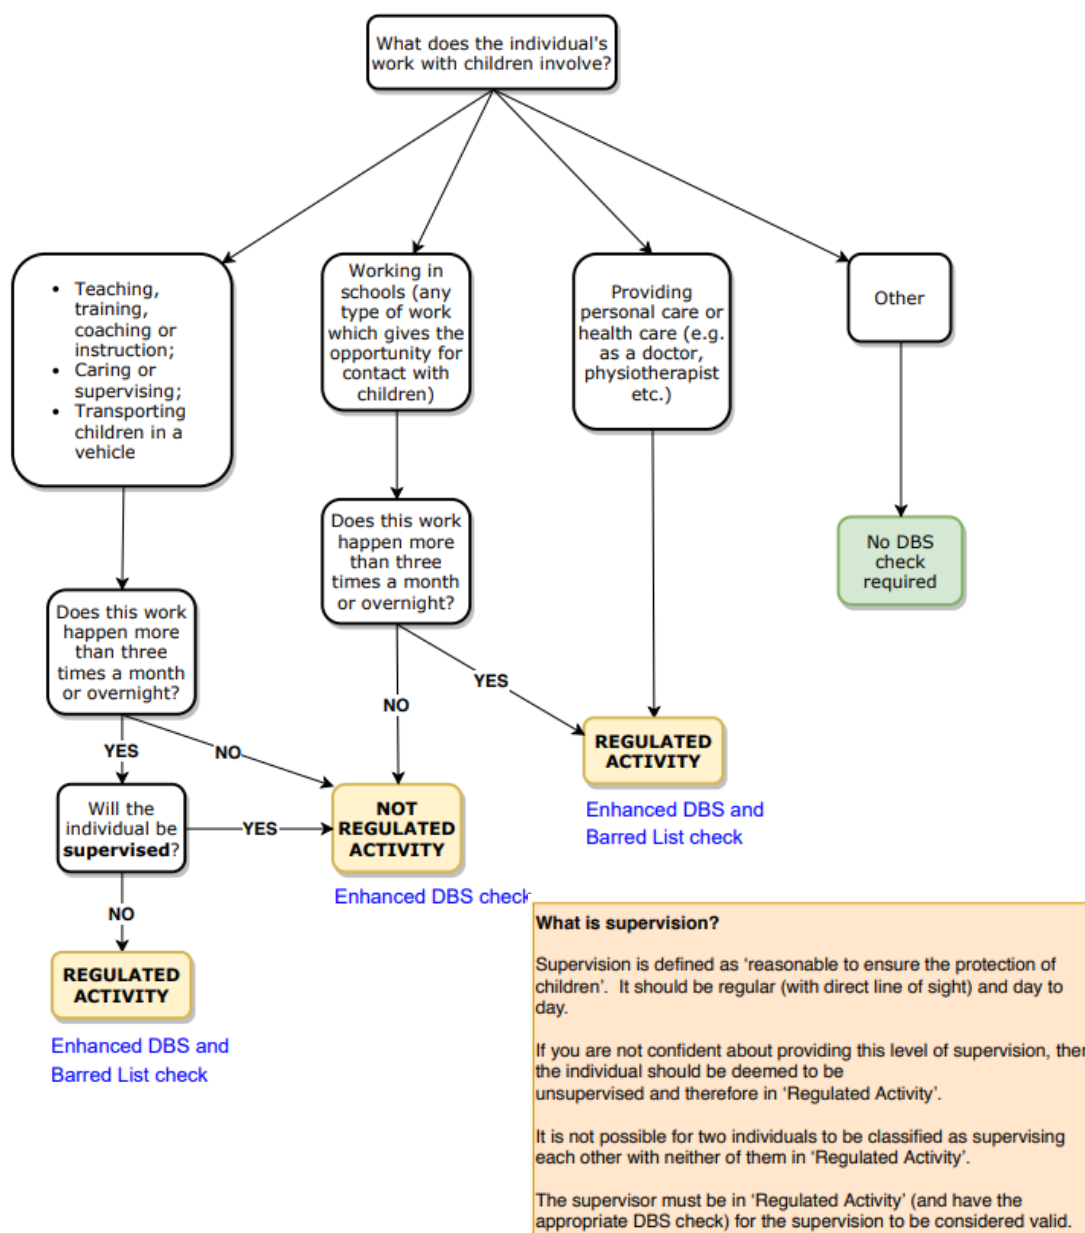 What does the individual's
work with children involve?
• Teaching,
training,
coaching or
instruction;
• Caring or
supervising;
• Transporting
children in a
vehicle
Working in
schools (any
type of work
which gives the
opportunity for
contact with
children)
Providing
personal care or
health care (e.g.
as a doctor,
physiotherapist
etc.)
Other
Does this work
happen more
than three
times a month
or overnight?
Does this work
happen more
than three
times a month
or overnight?
No DBS
check
required
YES
NO
NO
YES
Will the
individual be
supervised?
YES
NO
NOT
REGULATED
ACTIVITY
Enhanced DBS check
REGULATED
ACTIVITY
Enhanced DBS and
Barred List check
REGULATED
ACTIVITY
Enhanced DBS and
Barred List check
What is supervision?
Supervision is defined as ‘reasonable to ensure the protection of
children’. It should be regular (with direct line of sight) and day to
day.
If you are not confident about providing this level of supervision, then
the individual should be deemed to be
unsupervised and therefore in ‘Regulated Activity’.
It is not possible for two individuals to be classified as supervising
each other with neither of them in ‘Regulated Activity’.
The supervisor must be in ‘Regulated Activity’ (and have the
appropriate DBS check) for the supervision to be considered valid.